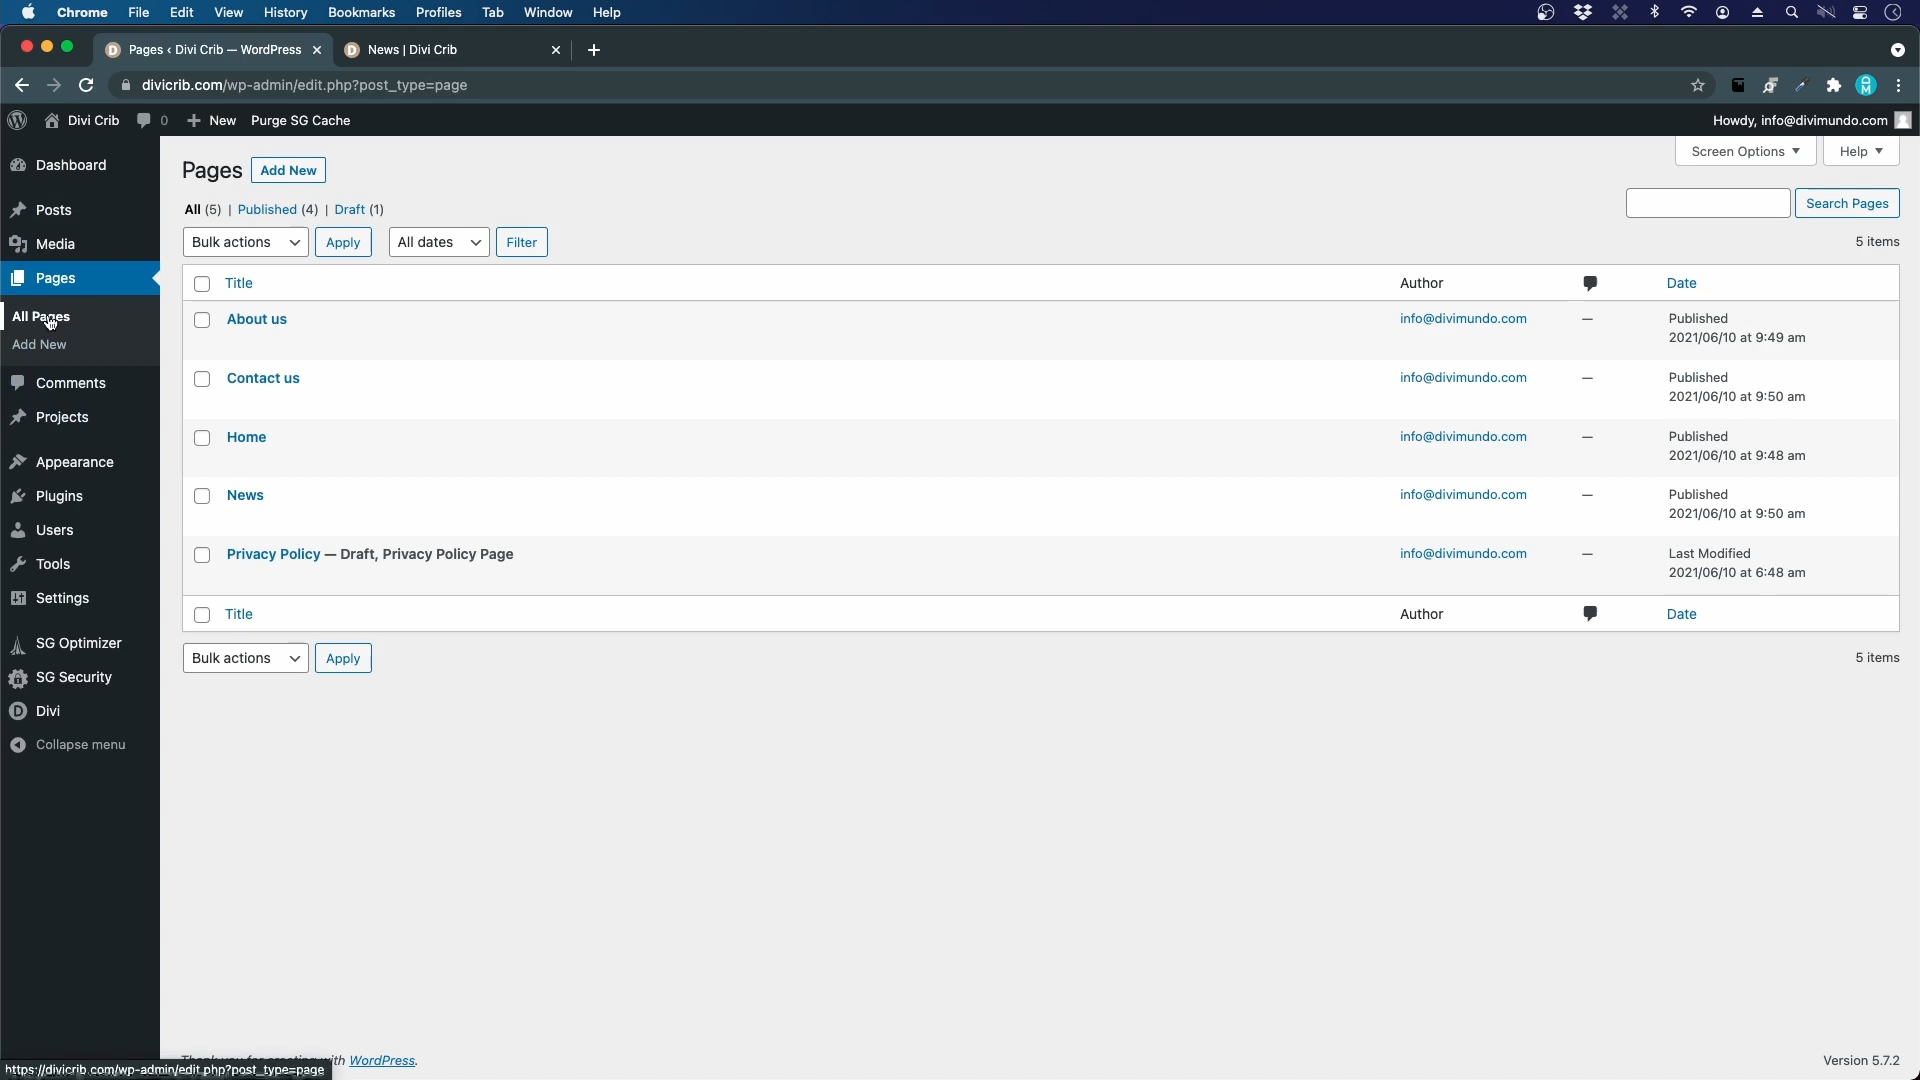 Chrome File Edit View History Bookmarks Profiles Tab Window Help
Pages ‹ Divi Crib — WordPress News | Divi Crib
divicrib.com/wp-admin/edit.php?post_type=page
Divi Crib 0 New Purge SG Cache Howdy, info@divimundo.com
Dashboard
Posts
Media
Pages
All Pages
Add New
Comments
Projects
Appearance
Plugins
Users
Tools
Settings
SG Optimizer
SG Security
Divi
Collapse menu
Screen Options Help
Pages Add New
All (5) | Published (4) | Draft (1)
Search Pages
Bulk actions Apply All dates Filter 5 items
Title Author Date
About us info@divimundo.com — Published
2021/06/10 at 9:49 am
Contact us info@divimundo.com — Published
2021/06/10 at 9:50 am
Home info@divimundo.com — Published
2021/06/10 at 9:48 am
News info@divimundo.com — Published
2021/06/10 at 9:50 am
Privacy Policy — Draft, Privacy Policy Page info@divimundo.com — Last Modified
2021/06/10 at 6:48 am
Title Author Date
Bulk actions Apply 5 items
Thank you for creating with WordPress. Version 5.7.2
https://divicrib.com/wp-admin/edit.php?post_type=page